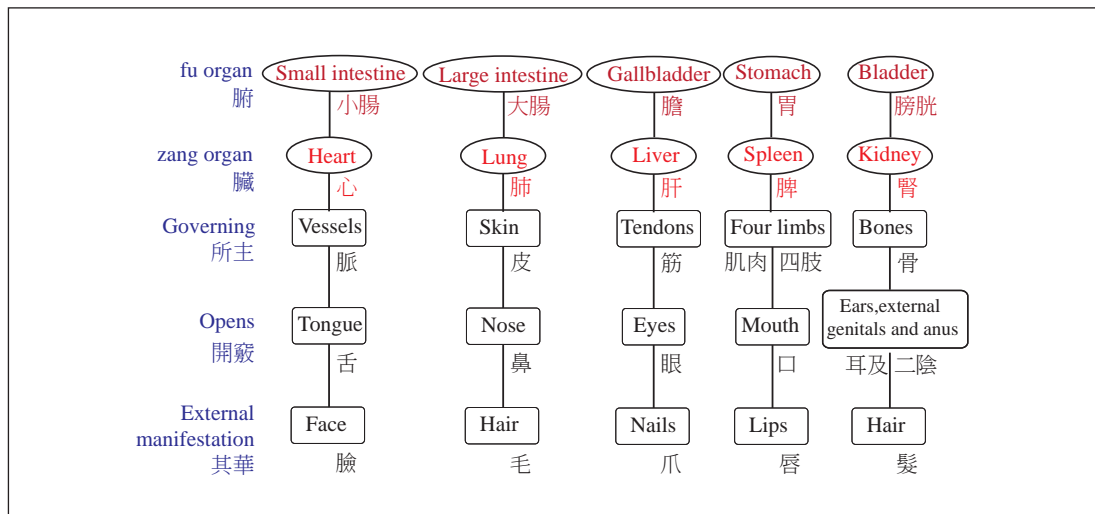 fu organ
腑
Small intestine
小腸
Large intestine
大腸
Gallbladder
膽
Stomach
胃
Bladder
膀胱
zang organ
臟
Heart
心
Lung
肺
Liver
肝
Spleen
脾
Kidney
腎
Governing
所主
Vessels
脈
Skin
皮
Tendons
筋
Four limbs
肌肉 四肢
Bones
骨
Opens
開竅
Tongue
舌
Nose
鼻
Eyes
眼
Mouth
口
Ears,external
genitals and anus
耳及二陰
External
manifestation
其華
Face
臉
Hair
毛
Nails
爪
Lips
唇
Hair
髮